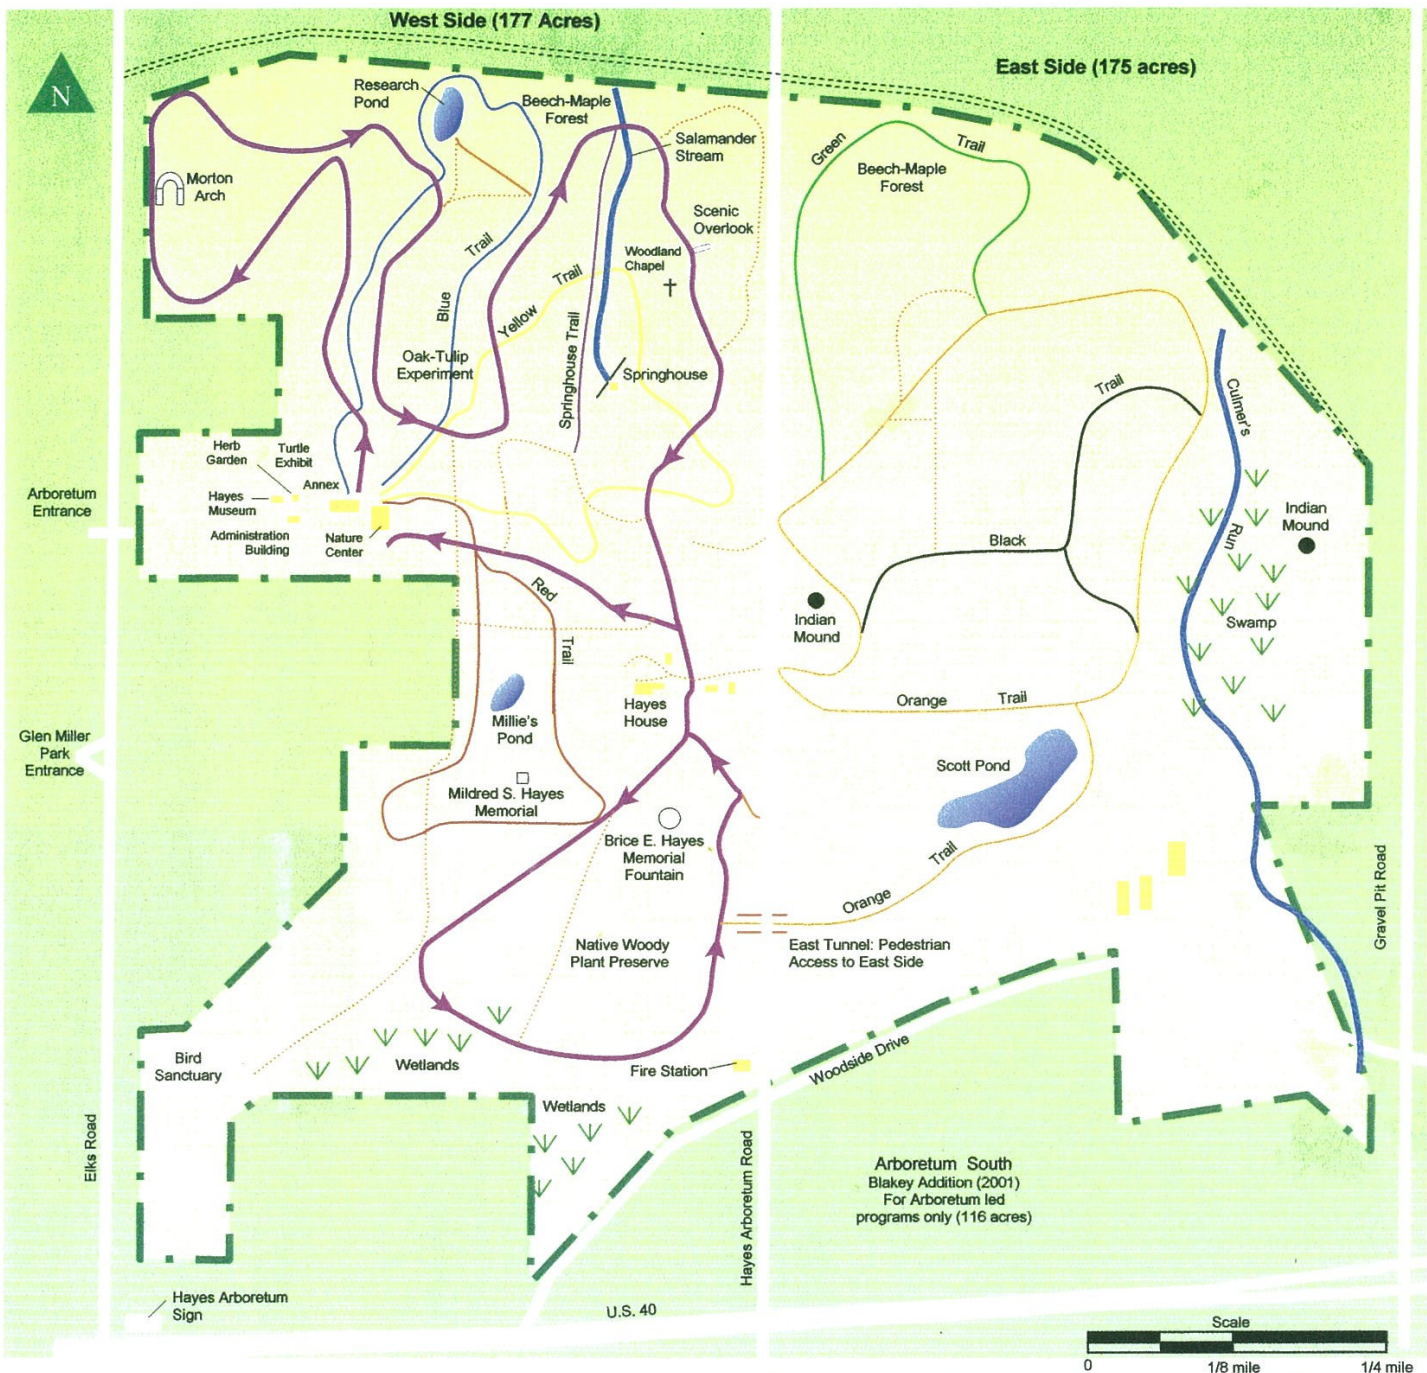 West Side (177 Acres)
East Side (175 acres)
N
Research
Pond
Beech-Maple
Forest
Salamander
Stream
Green
Trail
Beech-Maple
Forest
Morton
Arch
Scenic
Overlook
Woodland
Chapel
Trail
Blue
Yellow
Trail
Springhouse Trail
Oak-Tulip
Experiment
Springhouse
Trail
Culmer's
Run
Herb
Garden
Turtle
Exhibit
Annex
Hayes
Museum
Administration
Building
Nature
Center
Arboretum
Entrance
Black
Indian
Mound
Indian
Mound
Swamp
Red
Trail
Millie's
Pond
Hayes
House
Orange
Trail
Glen Miller
Park
Entrance
Mildred S. Hayes
Memorial
Scott Pond
Brice E. Hayes
Memorial
Fountain
Trail
Orange
Gravel Pit Road
Native Woody
Plant Preserve
East Tunnel: Pedestrian
Access to East Side
Bird
Sanctuary
Wetlands
Fire Station
Woodside Drive
Wetlands
Elks Road
Hayes Arboretum Road
Arboretum South
Blakey Addition (2001)
For Arboretum led
programs only (116 acres)
Hayes Arboretum
Sign
U.S. 40
Scale
0
1/8 mile
1/4 mile